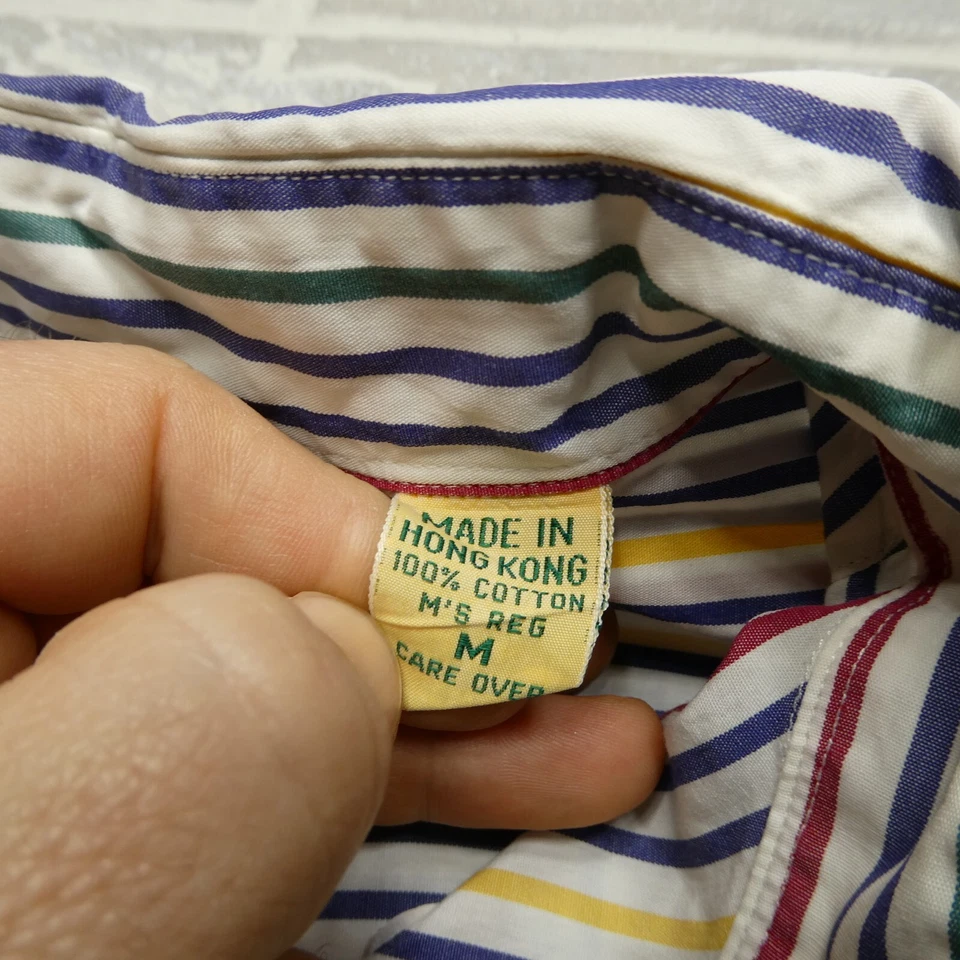 MADE IN
HONG KONG
100% COTTON
M'S REG
M
CARE OVER